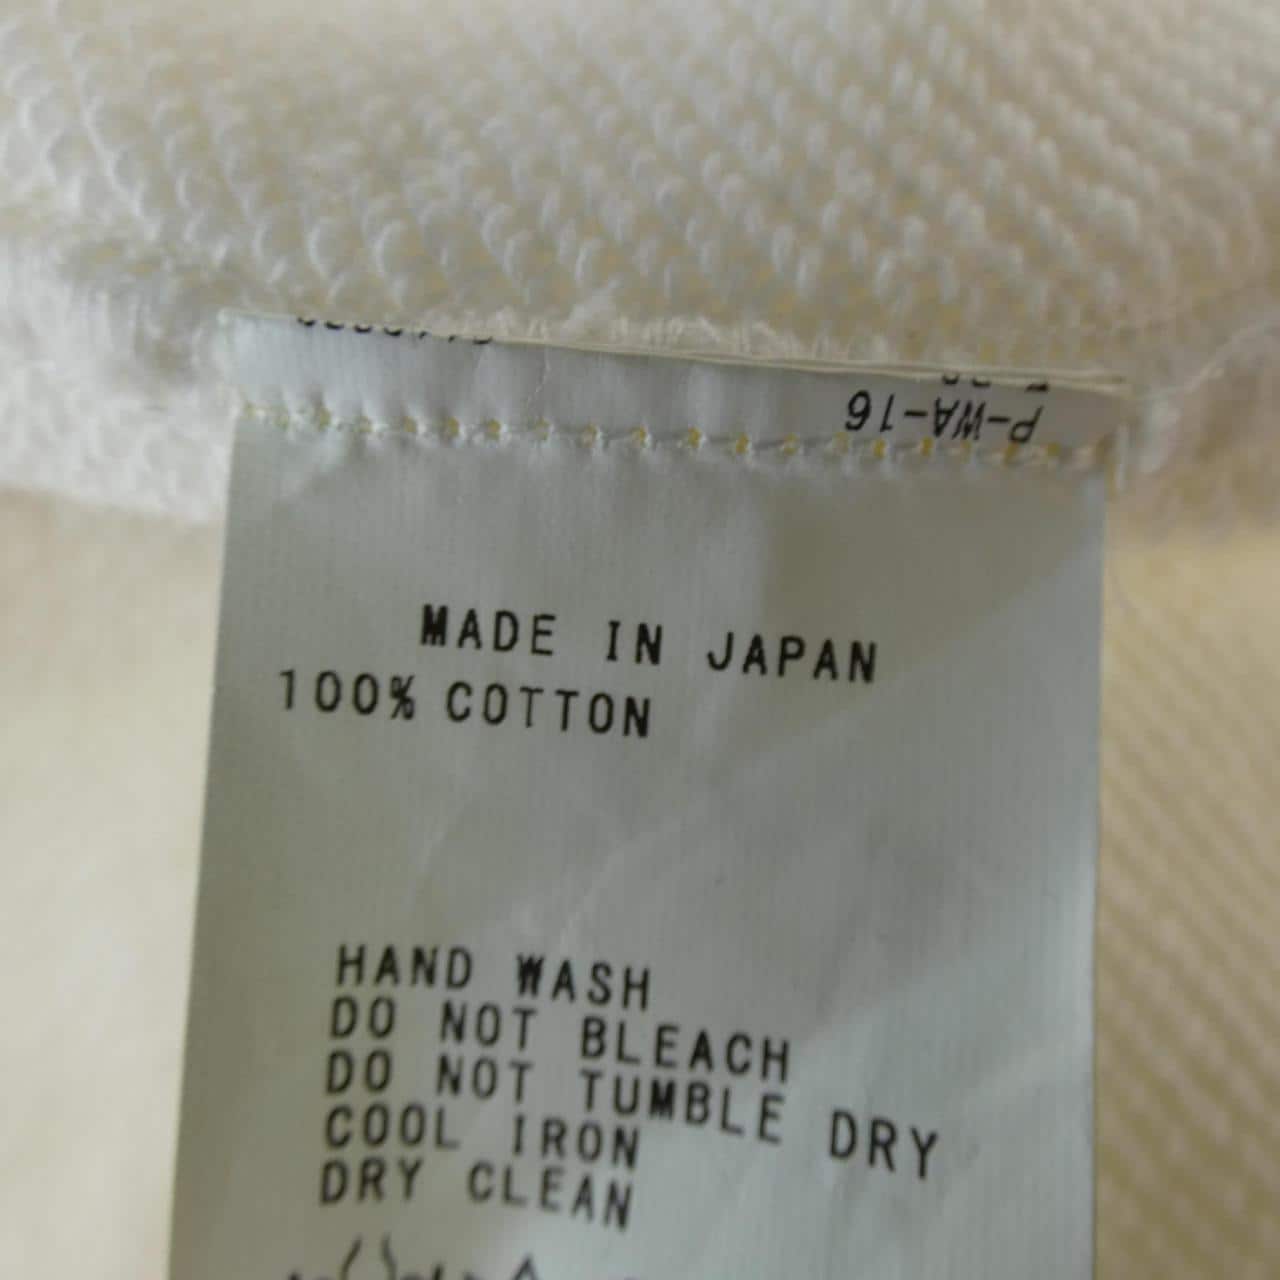 P-WA-16
MADE IN JAPAN
100% COTTON
HAND WASH
DO NOT BLEACH
DO NOT TUMBLE DRY
COOL IRON
DRY CLEAN